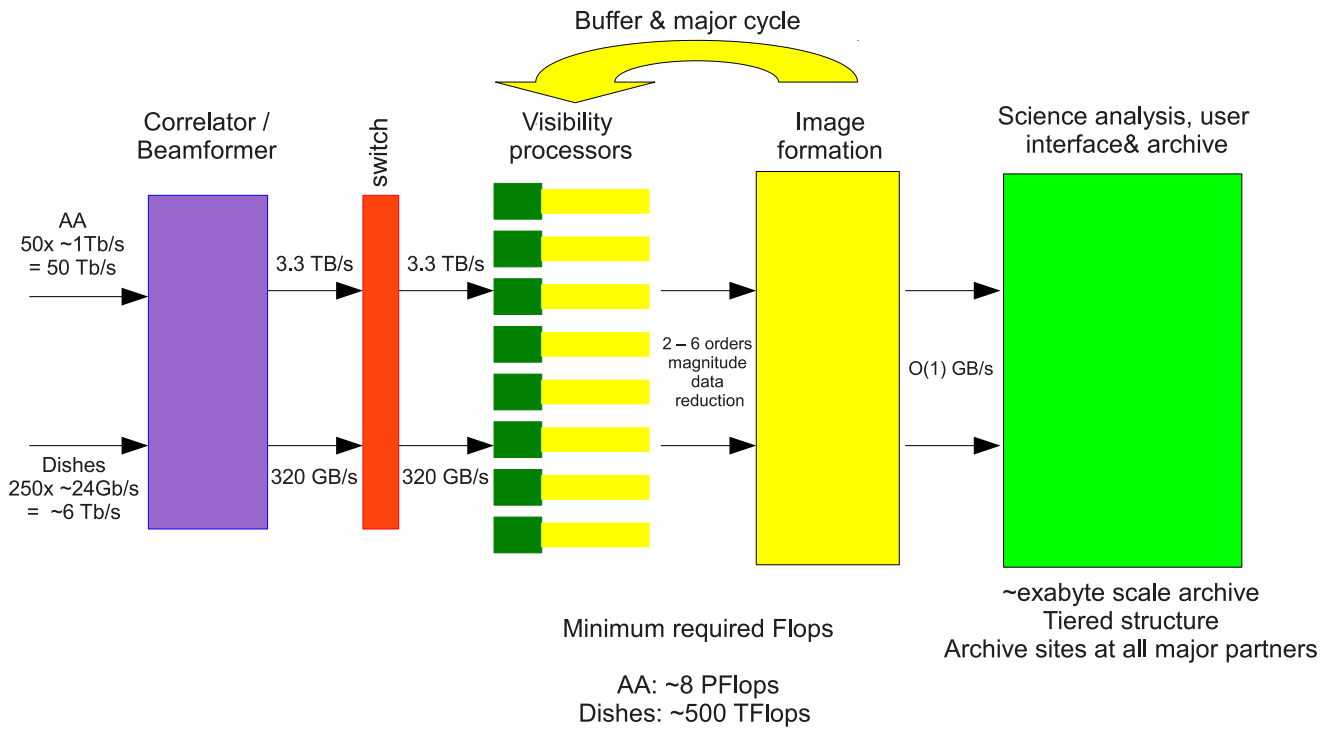 Buffer & major cycle
Correlator /
Beamformer
switch
Visibility
processors
Image
formation
Science analysis, user
interface& archive
AA
50x ~1Tb/s
= 50 Tb/s
3.3 TB/s
3.3 TB/s
2 – 6 orders
magnitude
data
reduction
O(1) GB/s
Dishes
250x ~24Gb/s
= ~6 Tb/s
320 GB/s
320 GB/s
~exabyte scale archive
Tiered structure
Archive sites at all major partners
Minimum required Flops
AA: ~8 PFlops
Dishes: ~500 TFlops